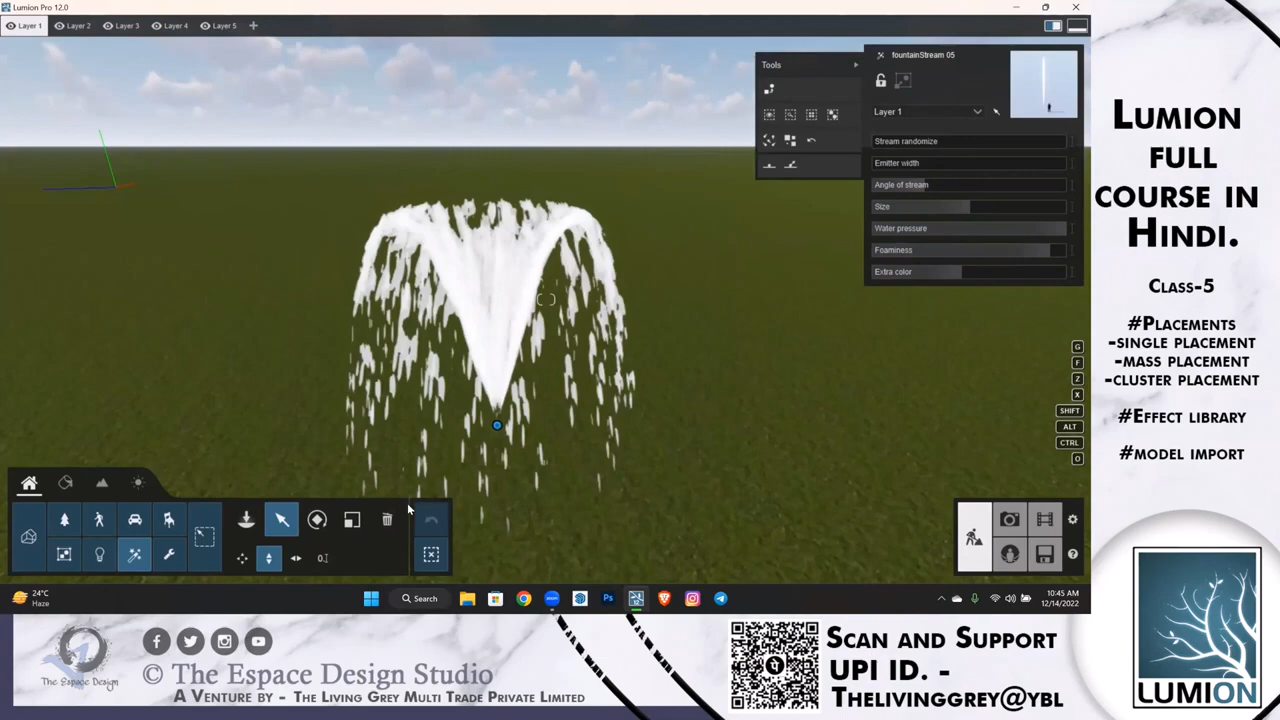 Lumion Pro 12.0
Layer 1
Layer 2
Layer 3
Layer 4
Layer 5
Tools
fountainStream 05
Layer 1
Stream randomize
Emitter width
Angle of stream
Size
Water pressure
Foaminess
Extra color
G
F
Z
X
SHIFT
ALT
CTRL
O
24°C
Haze
Search
10:45 AM
12/14/2022
Lumion
full
course in
Hindi.
Class-5
#Placements
-single placement
-mass placement
-cluster placement
#Effect library
#model import
The Espace Design
© The Espace Design Studio
A Venture by - The Living Grey Multi Trade Private Limited
Scan and Support
UPI ID. -
Thelivinggrey@ybl
LUMION